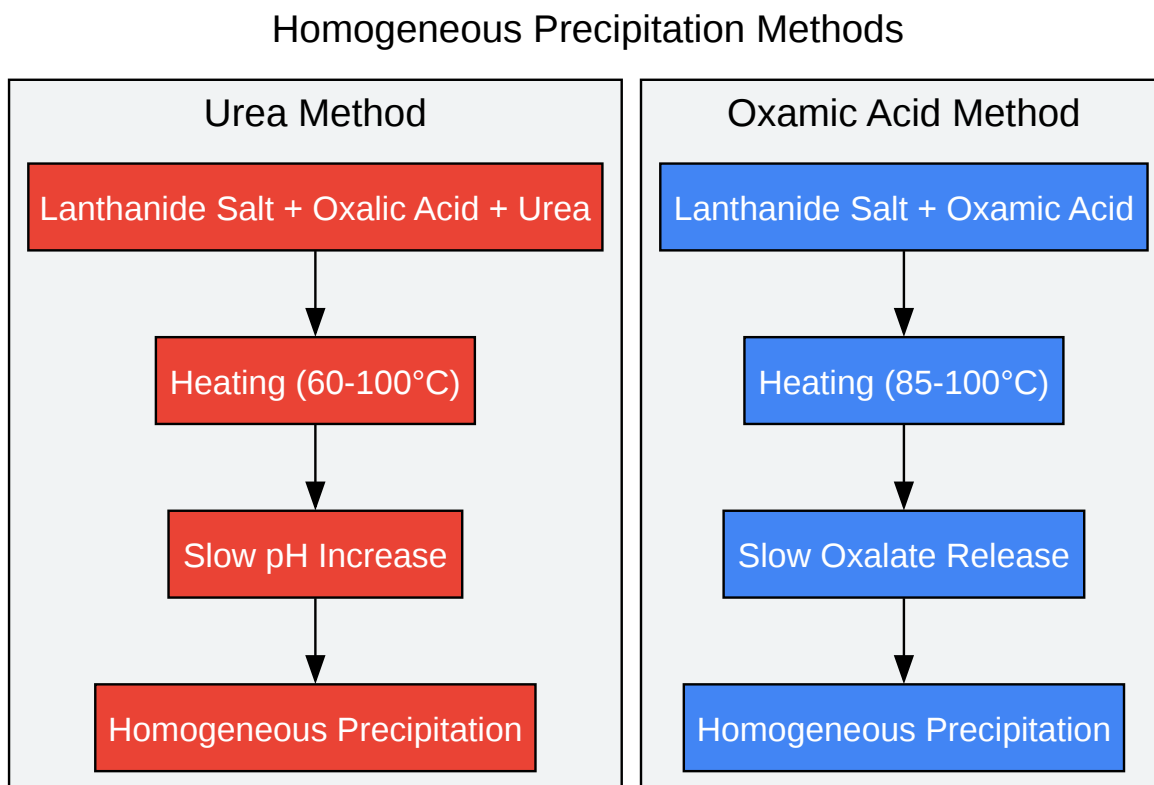 Homogeneous Precipitation Methods
Urea Method
Lanthanide Salt + Oxalic Acid + Urea
Heating (60-100°C)
Slow pH Increase
Homogeneous Precipitation
Oxamic Acid Method
Lanthanide Salt + Oxamic Acid
Heating (85-100°C)
Slow Oxalate Release
Homogeneous Precipitation